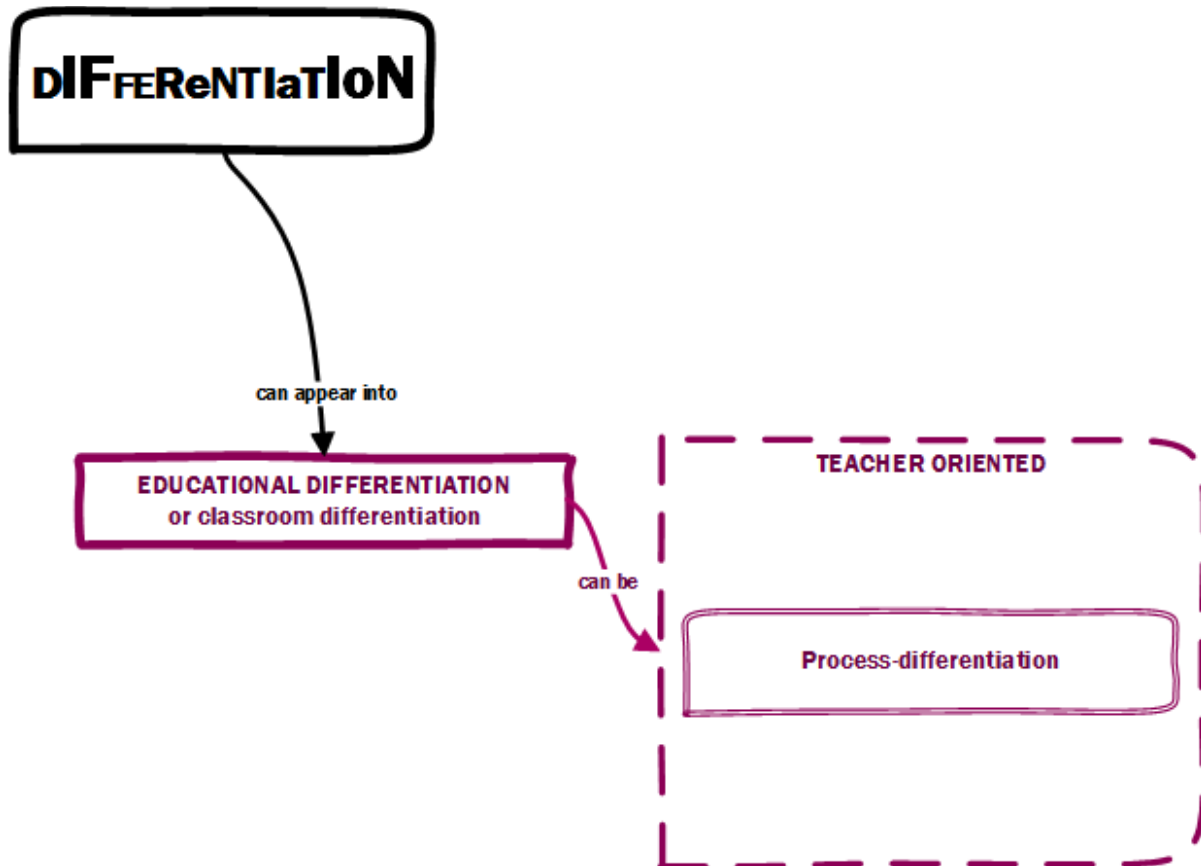 DIFFEReNTIaTIoN
can appear into
EDUCATIONAL DIFFERENTIATION
or classroom differentiation
can be
TEACHER ORIENTED
Process-differentiation